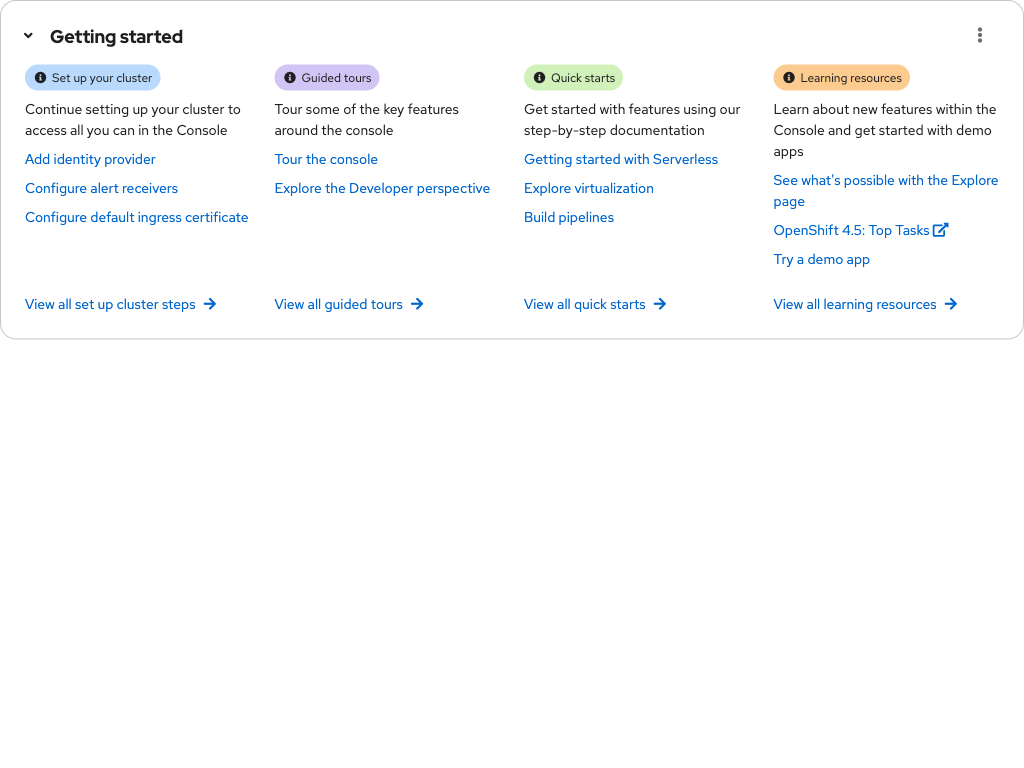 Getting started
Set up your cluster
Continue setting up your cluster to
access all you can in the Console
Add identity provider
Configure alert receivers
Configure default ingress certificate
View all set up cluster steps
Guided tours
Tour some of the key features
around the console
Tour the console
Explore the Developer perspective
View all guided tours
Quick starts
Get started with features using our
step-by-step documentation
Getting started with Serverless
Explore virtualization
Build pipelines
View all quick starts
Learning resources
Learn about new features within the
Console and get started with demo
apps
See what's possible with the Explore
page
OpenShift 4.5: Top Tasks
Try a demo app
View all learning resources